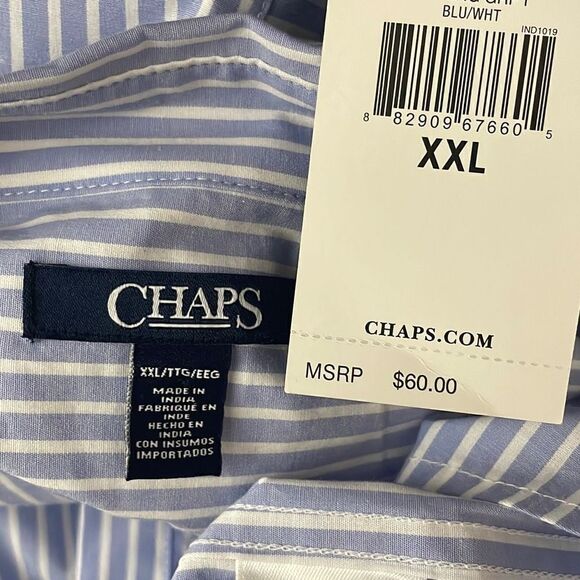 BLU/WHT
IND1019
8 82909 67660 5
XXL
CHAPS.COM
MSRP $60.00
CHAPS
XXL/TTG/EEG
MADE IN
INDIA
FABRIQUE EN
INDE
HECHO EN
INDIA
CON INSUMOS
IMPORTADOS